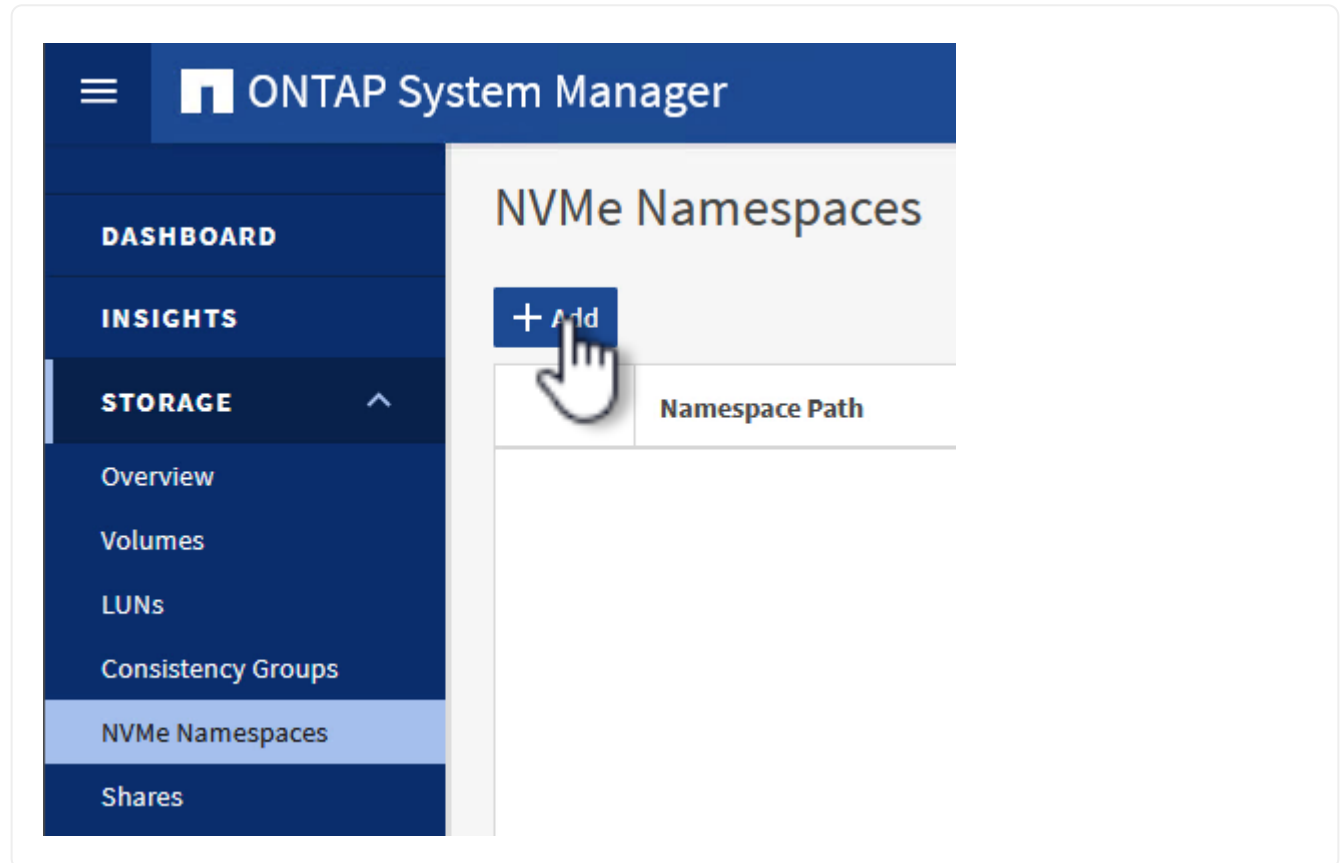 ONTAP System Manager
DASHBOARD
INSIGHTS
STORAGE
Overview
Volumes
LUNs
Consistency Groups
NVMe Namespaces
Shares
NVMe Namespaces
+ Add
Namespace Path